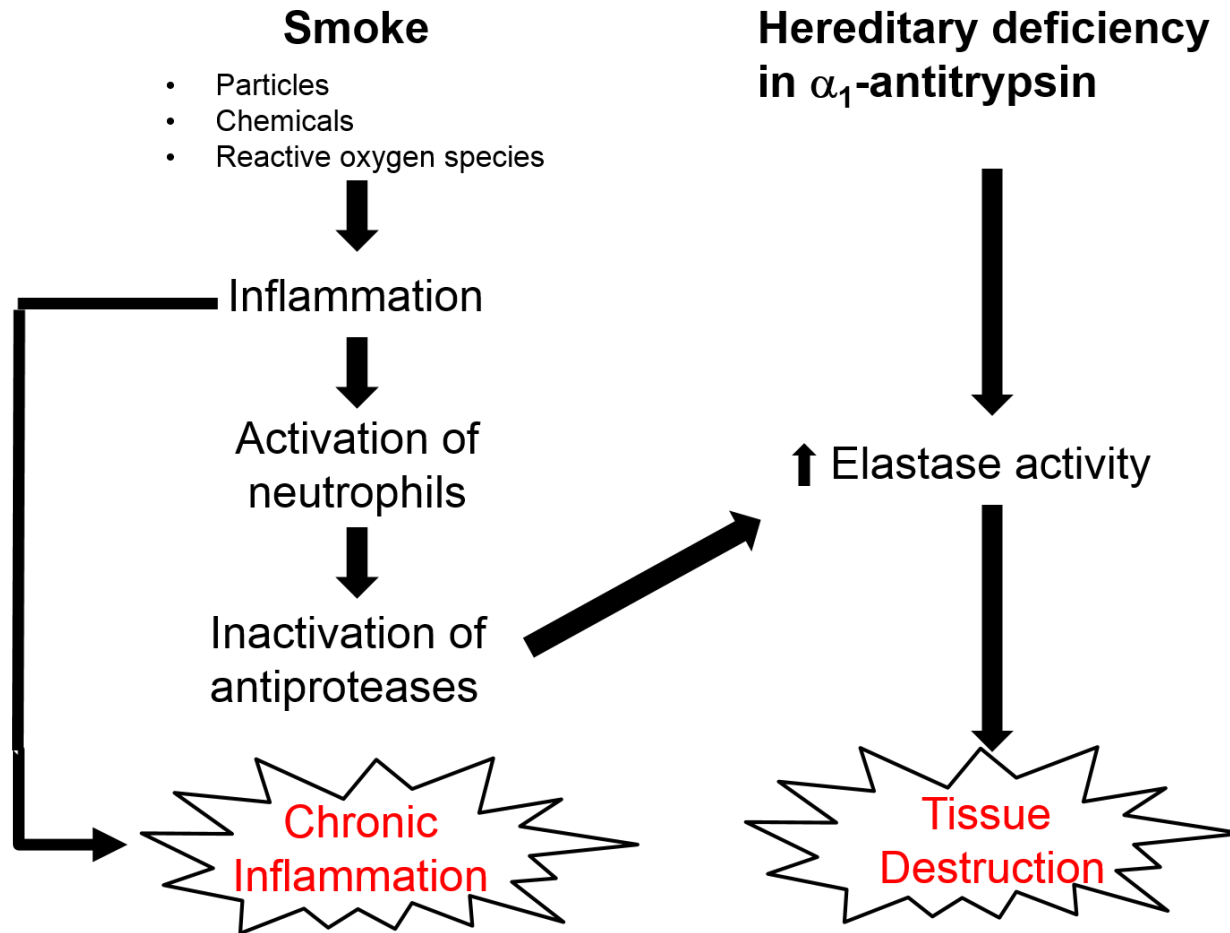 Smoke
• Particles
• Chemicals
• Reactive oxygen species
Inflammation
Activation of
neutrophils
Inactivation of
antiproteases
Chronic
Inflammation
Hereditary deficiency
in α₁-antitrypsin
⬆ Elastase activity
Tissue
Destruction